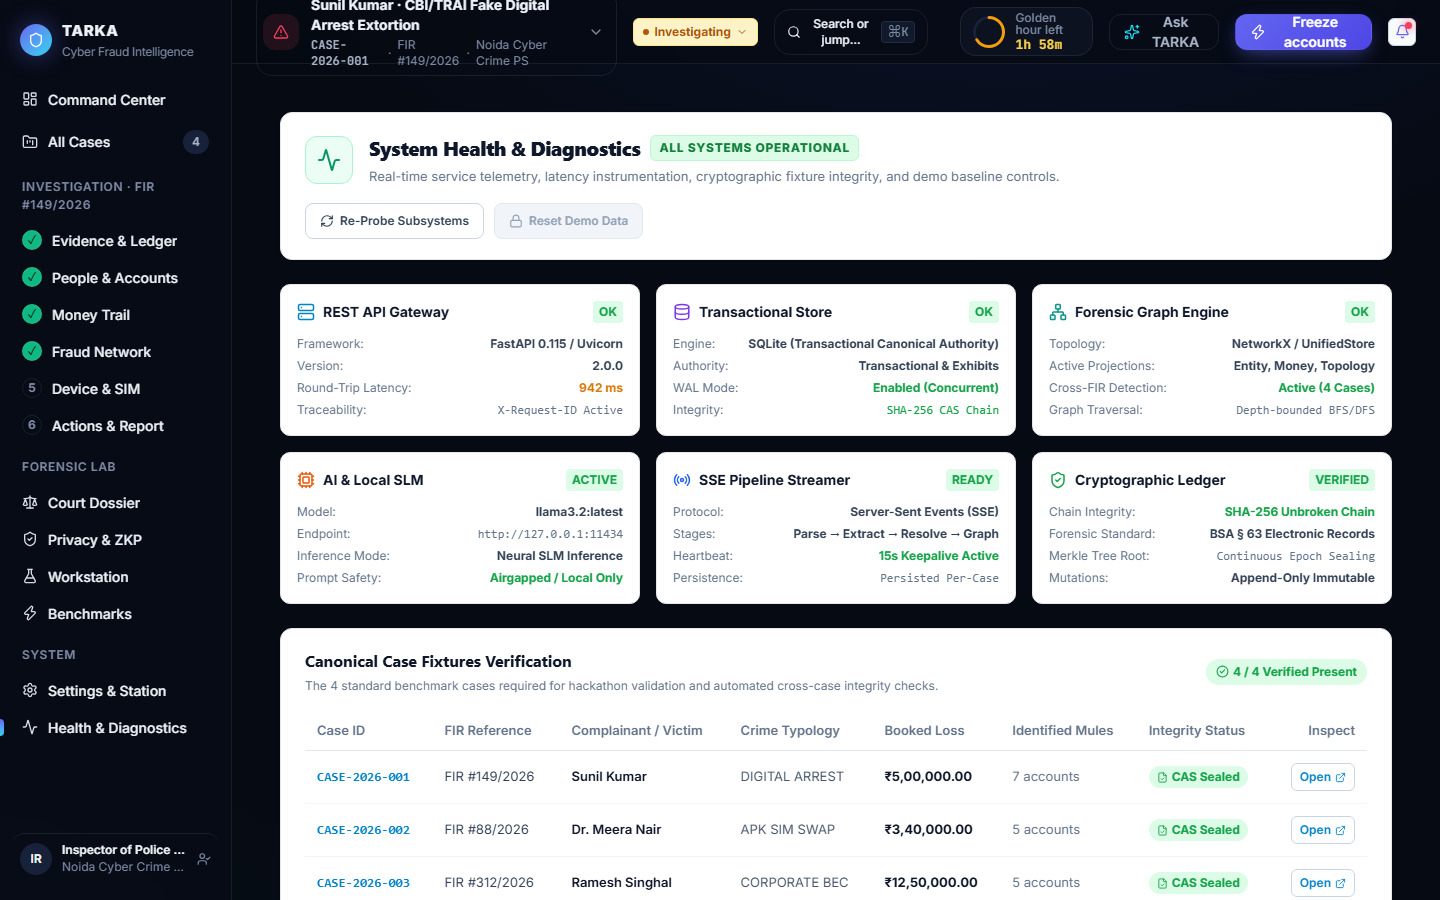 TARKA
Cyber Fraud Intelligence
Command Center
All Cases 4
INVESTIGATION · FIR
#149/2026
✓ Evidence & Ledger
✓ People & Accounts
✓ Money Trail
✓ Fraud Network
5 Device & SIM
6 Actions & Report
FORENSIC LAB
Court Dossier
Privacy & ZKP
Workstation
Benchmarks
SYSTEM
Settings & Station
Health & Diagnostics
IR
Inspector of Police ...
Noida Cyber Crime ...
Sunil Kumar · CBI/TRAI Fake Digital
Arrest Extortion
CASE-
2026-001
·
FIR
#149/2026
·
Noida Cyber
Crime PS
Investigating
Search or
jump...
⌘K
Golden
hour left
1h 58m
Ask
TARKA
Freeze
accounts
System Health & Diagnostics ALL SYSTEMS OPERATIONAL
Real-time service telemetry, latency instrumentation, cryptographic fixture integrity, and demo baseline controls.
Re-Probe Subsystems Reset Demo Data
REST API Gateway OK
Framework: FastAPI 0.115 / Uvicorn
Version: 2.0.0
Round-Trip Latency: 942 ms
Traceability: X-Request-ID Active
Transactional Store OK
Engine: SQLite (Transactional Canonical Authority)
Authority: Transactional & Exhibits
WAL Mode: Enabled (Concurrent)
Integrity: SHA-256 CAS Chain
Forensic Graph Engine OK
Topology: NetworkX / UnifiedStore
Active Projections: Entity, Money, Topology
Cross-FIR Detection: Active (4 Cases)
Graph Traversal: Depth-bounded BFS/DFS
AI & Local SLM ACTIVE
Model: llama3.2:latest
Endpoint: http://127.0.0.1:11434
Inference Mode: Neural SLM Inference
Prompt Safety: Airgapped / Local Only
SSE Pipeline Streamer READY
Protocol: Server-Sent Events (SSE)
Stages: Parse → Extract → Resolve → Graph
Heartbeat: 15s Keepalive Active
Persistence: Persisted Per-Case
Cryptographic Ledger VERIFIED
Chain Integrity: SHA-256 Unbroken Chain
Forensic Standard: BSA § 63 Electronic Records
Merkle Tree Root: Continuous Epoch Sealing
Mutations: Append-Only Immutable
Canonical Case Fixtures Verification
The 4 standard benchmark cases required for hackathon validation and automated cross-case integrity checks.
4 / 4 Verified Present
Case ID FIR Reference Complainant / Victim Crime Typology Booked Loss Identified Mules Integrity Status Inspect
CASE-2026-001 FIR #149/2026 Sunil Kumar DIGITAL ARREST ₹5,00,000.00 7 accounts CAS Sealed Open
CASE-2026-002 FIR #88/2026 Dr. Meera Nair APK SIM SWAP ₹3,40,000.00 5 accounts CAS Sealed Open
CASE-2026-003 FIR #312/2026 Ramesh Singhal CORPORATE BEC ₹12,50,000.00 5 accounts CAS Sealed Open